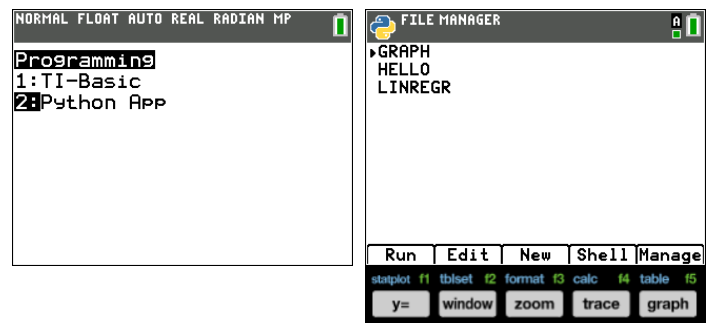 NORMAL FLOAT AUTO REAL RADIAN MP
Programming
1:TI-Basic
2:Python App
FILE MANAGER
A
GRAPH
HELLO
LINREGR
Run Edit New Shell Manage
statplot f1 tblset f2 format f3 calc f4 table f5
y= window zoom trace graph